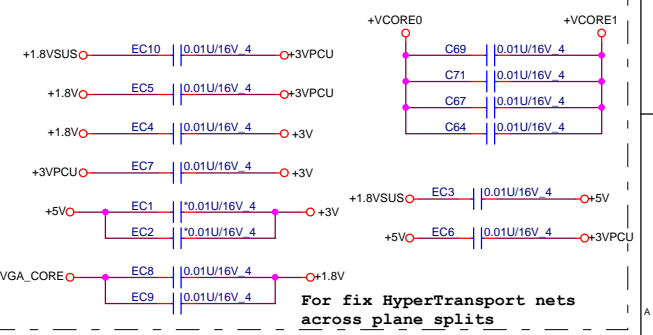 +VCORE0 +VCORE1
+1.8VSUS EC10 0.01U/16V_4 +3VPCU
C69 0.01U/16V_4
C71 0.01U/16V_4
+1.8V EC5 0.01U/16V_4 +3VPCU
C67 0.01U/16V_4
+1.8V EC4 0.01U/16V_4 +3V
C64 0.01U/16V_4
+3VPCU EC7 0.01U/16V_4 +3V
+1.8VSUS EC3 0.01U/16V_4 +5V
+5V EC1 *0.01U/16V_4 +3V
EC2 *0.01U/16V_4
+5V EC6 0.01U/16V_4 +3VPCU
VGA_CORE EC8 0.01U/16V_4 +1.8V
EC9 0.01U/16V_4
For fix HyperTransport nets
across plane splits
A